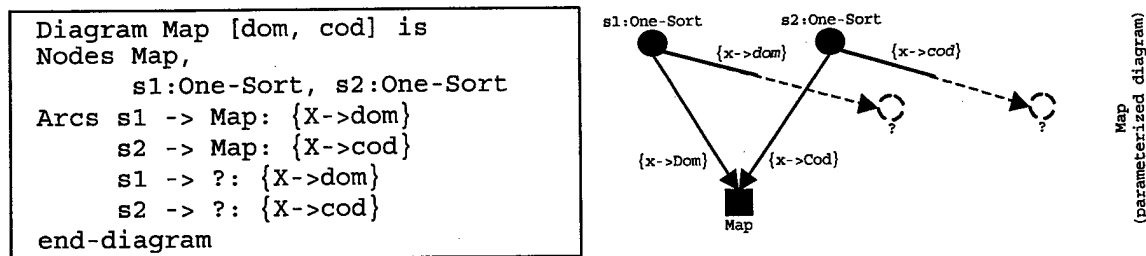 Diagram Map [dom, cod] is
Nodes Map,
s1:One-Sort, s2:One-Sort
Arcs s1 -> Map: {X->dom}
s2 -> Map: {X->cod}
s1 -> ?: {X->dom}
s2 -> ?: {X->cod}
end-diagram
s1:One-Sort
s2:One-Sort
{x->dom}
{x->cod}
?
?
{x->Dom}
{x->Cod}
Map
Map
(parameterized diagram)